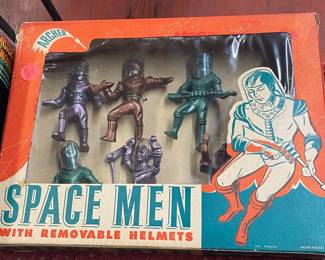 ARCHER
SPACE MEN
WITH REMOVABLE HELMETS